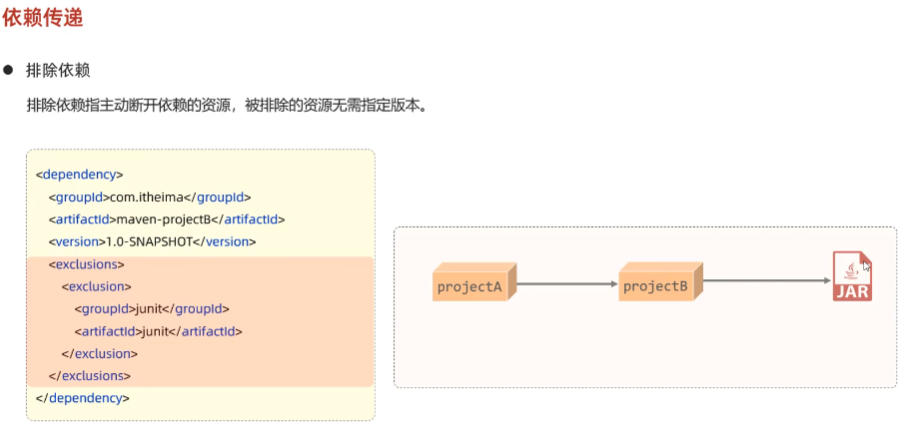 依赖传递
排除依赖
排除依赖指主动断开依赖的资源，被排除的资源无需指定版本。
<dependency>
<groupId>com.itheima</groupId>
<artifactId>maven-projectB</artifactId>
<version>1.0-SNAPSHOT</version>
<exclusions>
<exclusion>
<groupId>junit</groupId>
<artifactId>junit</artifactId>
</exclusion>
</exclusions>
</dependency>
projectA
projectB
JAR